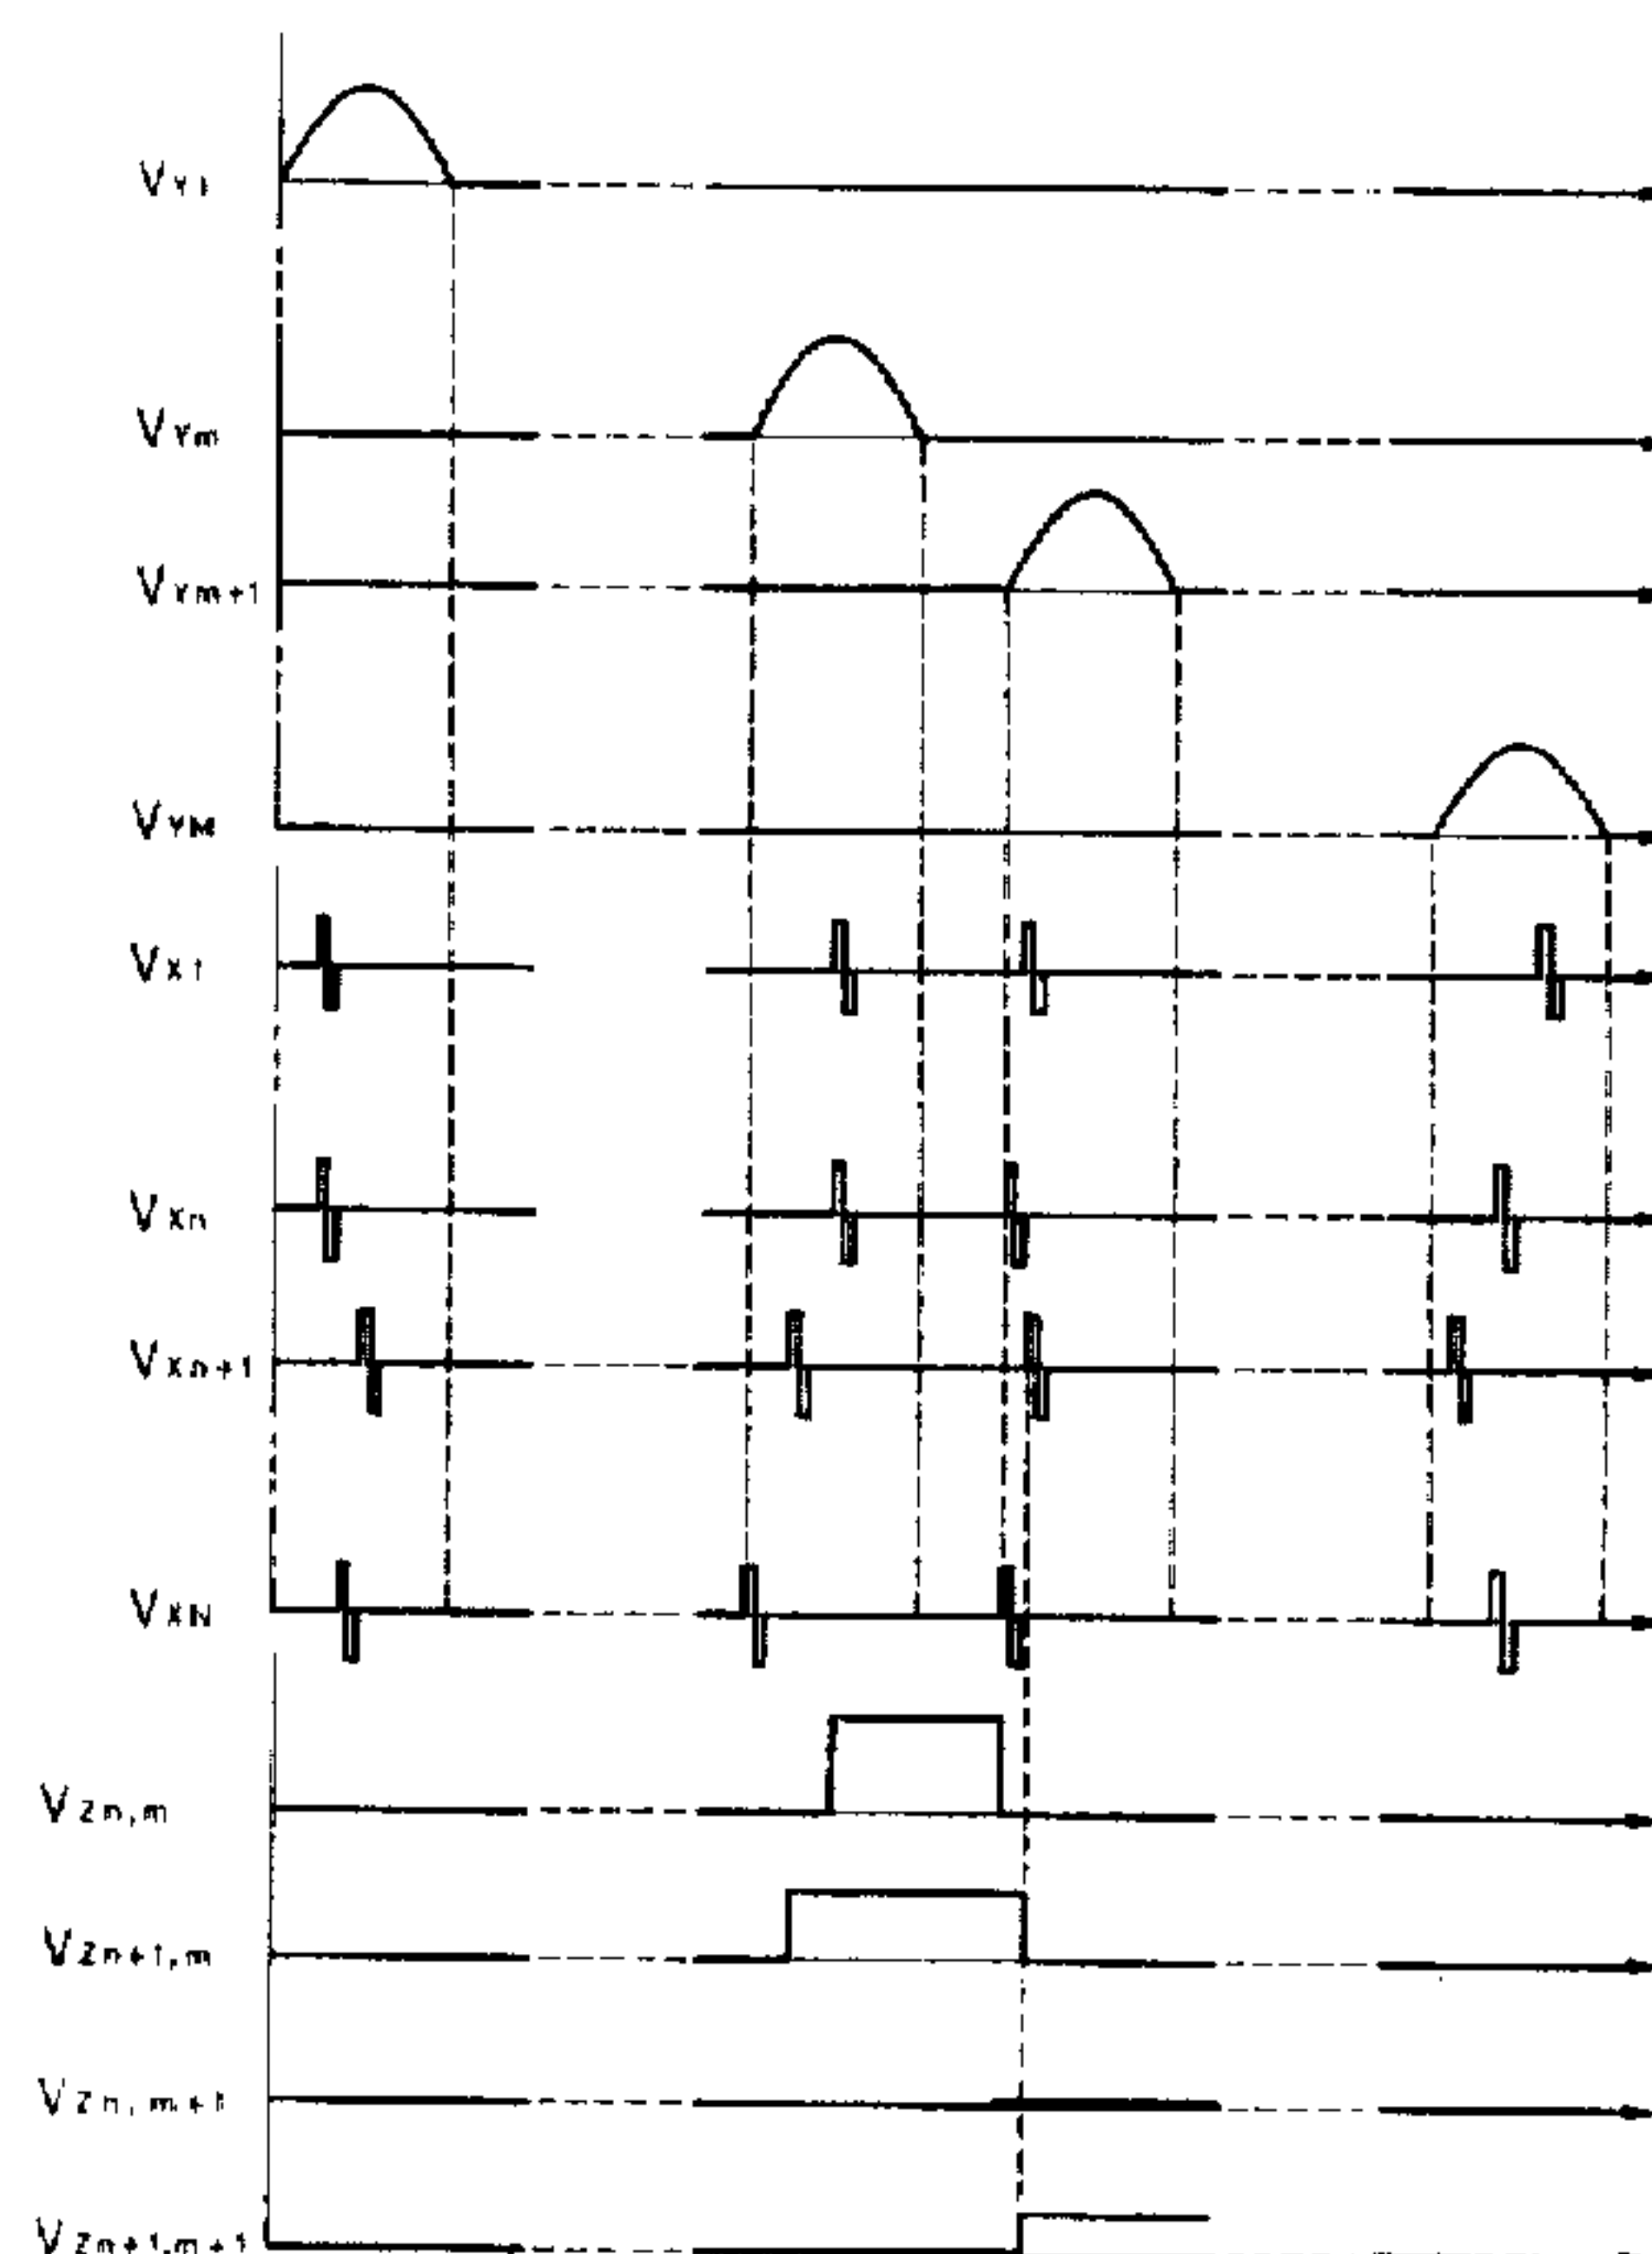 VY1
VYm
VYm+1
VYM
VX1
VXn
VXn+1
VXN
VZn,m
VZn+1,m
VZn,m+1
VZn+1,m+1